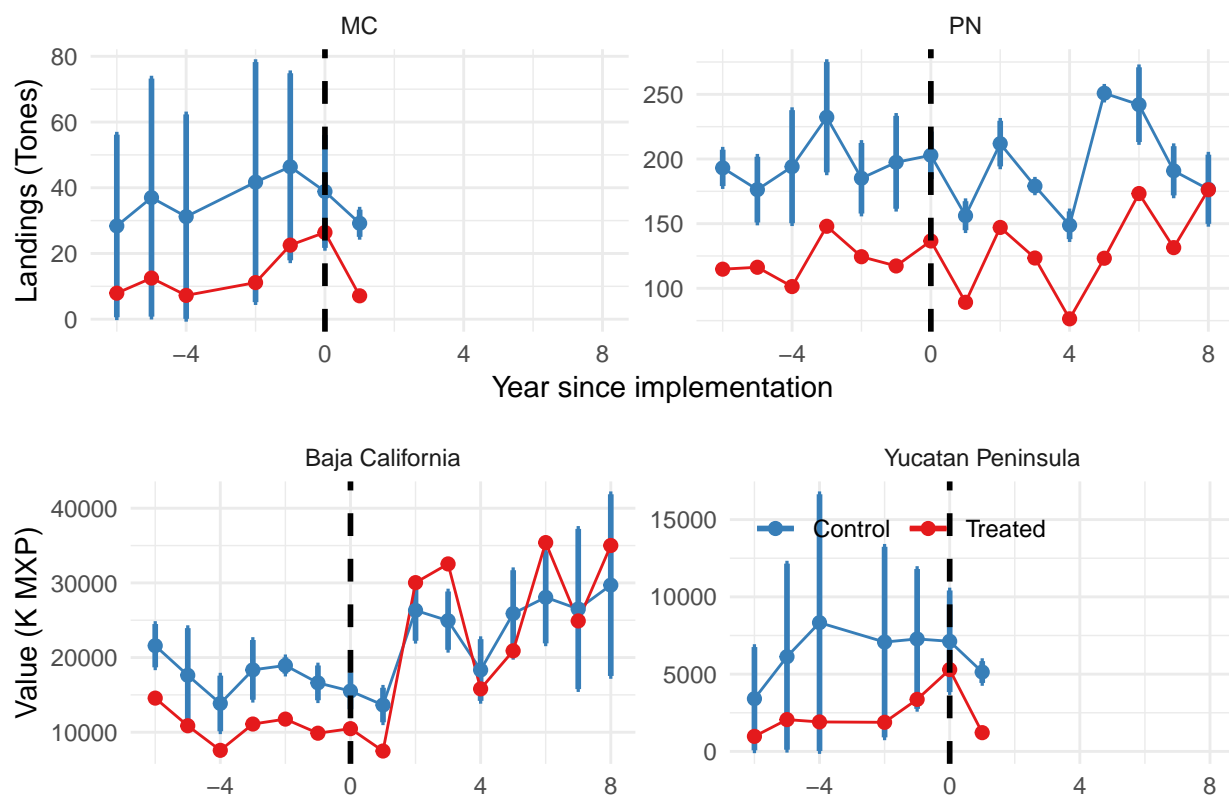 MC
PN
Landings (Tones)
80
60
40
20
0
250
200
150
100
−4 0 4 8
−4 0 4 8
Year since implementation
Baja California
Yucatan Peninsula
Value (K MXP)
40000
30000
20000
10000
15000
10000
5000
0
Control Treated
−4 0 4 8
−4 0 4 8